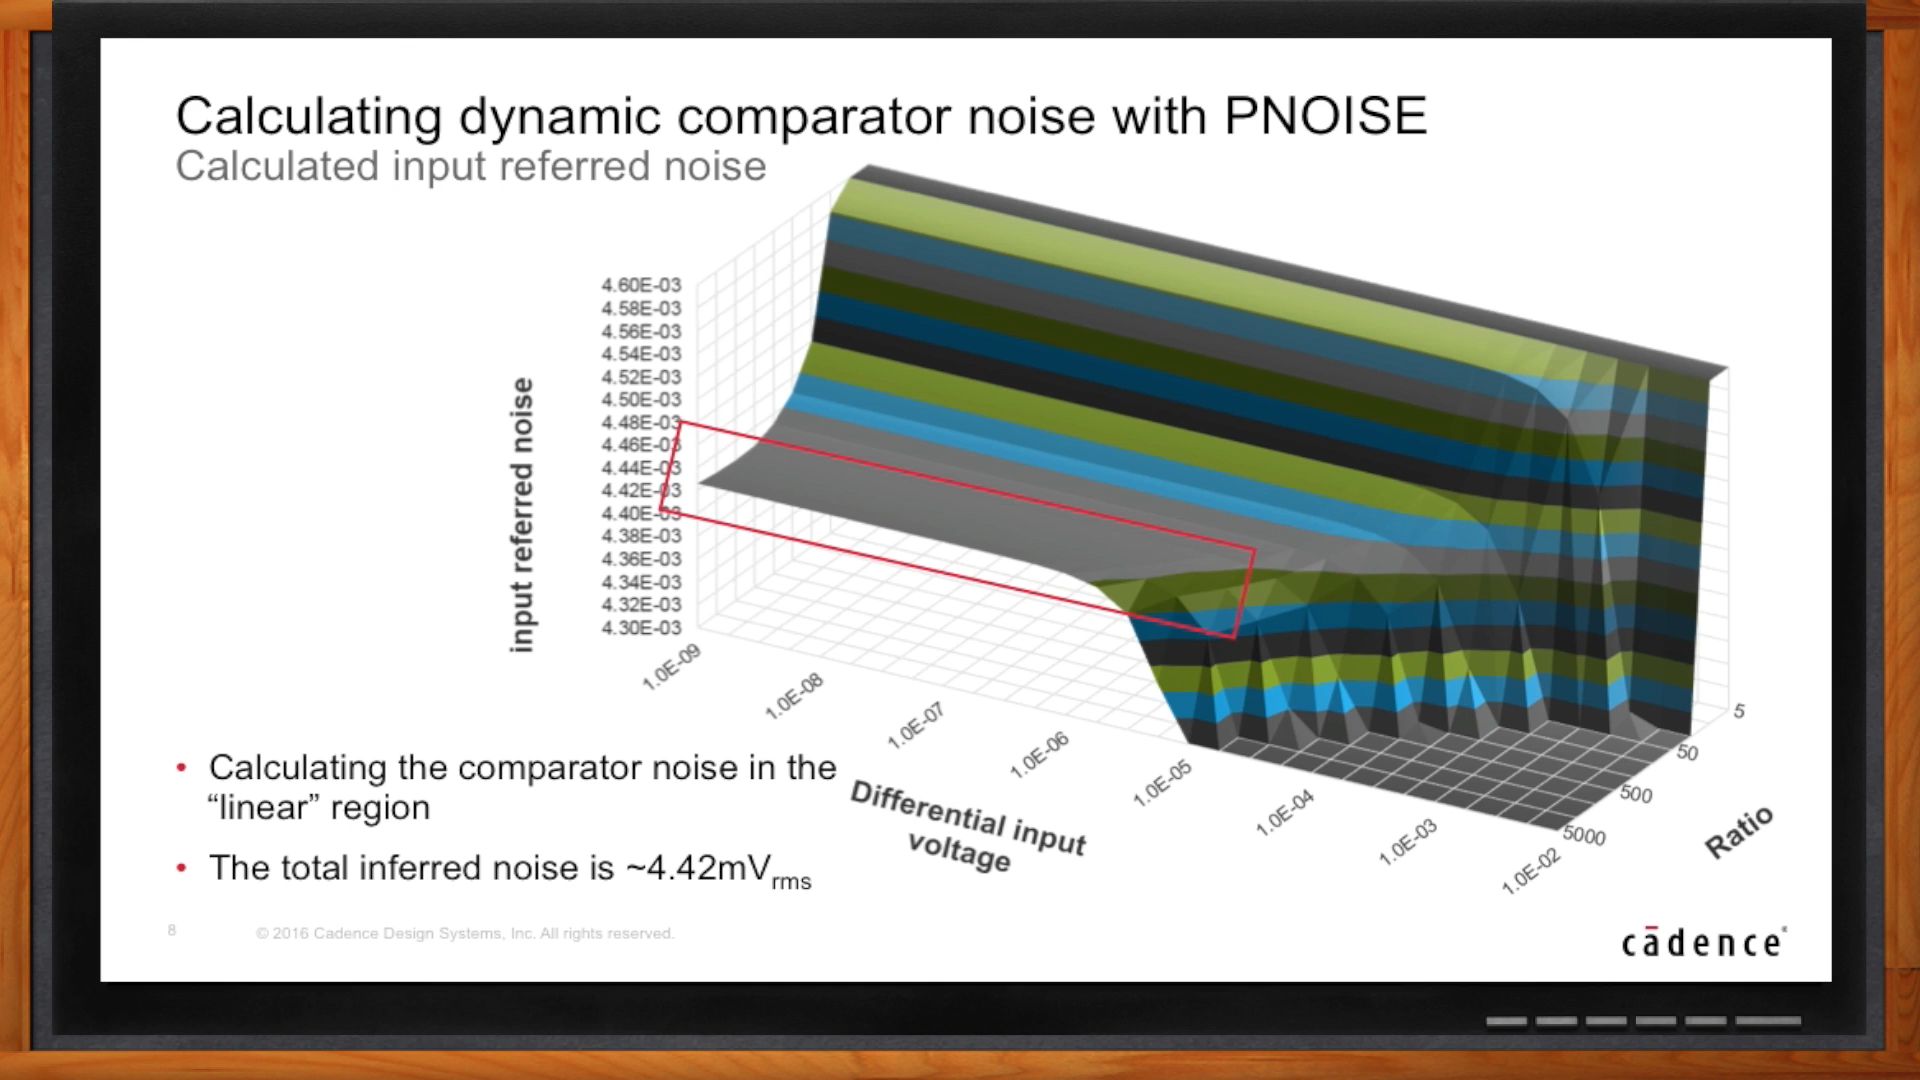 Calculating dynamic comparator noise with PNOISE
Calculated input referred noise
input referred noise
4.60E-03
4.58E-03
4.56E-03
4.54E-03
4.52E-03
4.50E-03
4.48E-03
4.46E-03
4.44E-03
4.42E-03
4.40E-03
4.38E-03
4.36E-03
4.34E-03
4.32E-03
4.30E-03
1.0E-09
1.0E-08
1.0E-07
1.0E-06
1.0E-05
1.0E-04
1.0E-03
1.0E-02
Differential input
voltage
5
50
500
5000
Ratio
• Calculating the comparator noise in the
“linear” region
• The total inferred noise is ~4.42mVrms
8
© 2016 Cadence Design Systems, Inc. All rights reserved.
cādence